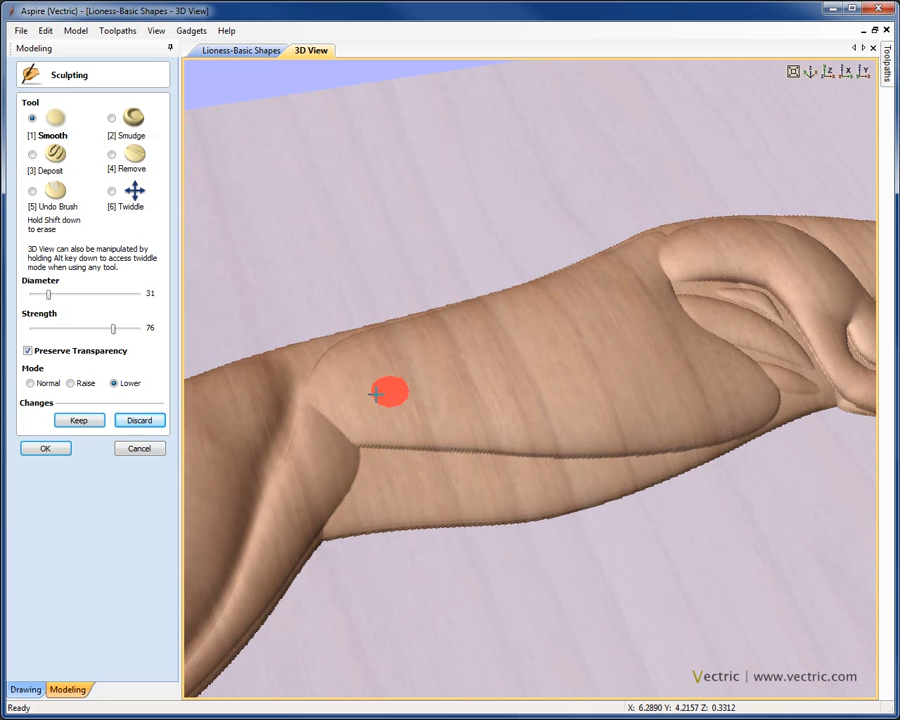 Aspire {Vectric} - [Lioness-Basic Shapes - 3D View]
File Edit Model Toolpaths View Gadgets Help
Modeling
Lioness-Basic Shapes 3D View
Toolpaths
Sculpting
Tool
[1] Smooth [2] Smudge
[3] Deposit [4] Remove
[5] Undo Brush [6] Twiddle
Hold Shift down
to erase
3D View can also be manipulated by
holding Alt key down to access twiddle
mode when using any tool.
Diameter
31
Strength
76
Preserve Transparency
Mode
Normal Raise Lower
Changes
Keep Discard
OK Cancel
Z X Y
Vectric | www.vectric.com
Drawing Modeling
Ready X: 6.2890 Y: 4.2157 Z: 0.3312